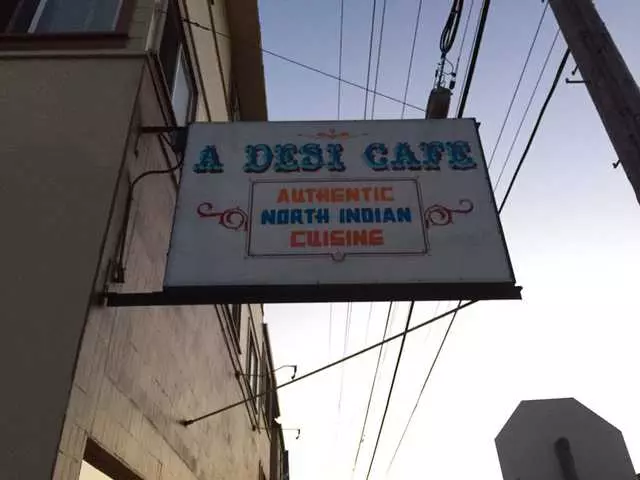 A DESI CAFE
AUTHENTIC
NORTH INDIAN
CUISINE